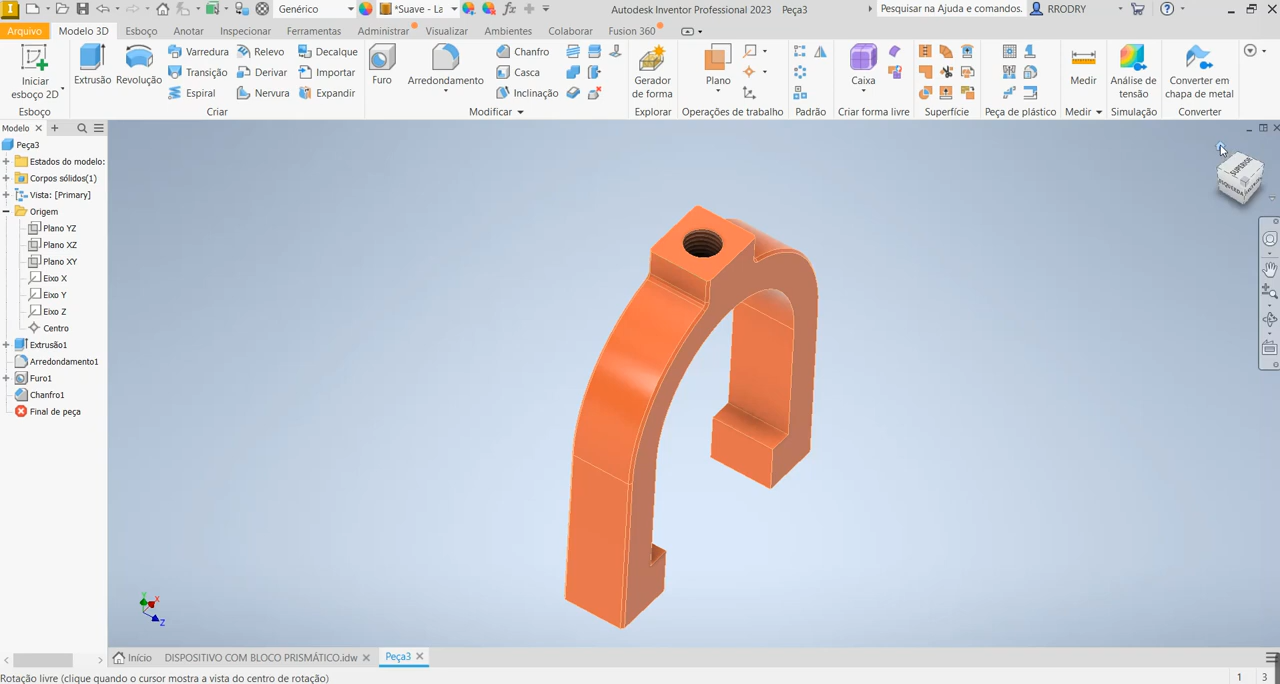 Genérico
*Suave - La
Autodesk Inventor Professional 2023 Peça3
Pesquisar na Ajuda e comandos.
RRODRY
Arquivo
Modelo 3D
Esboço
Anotar
Inspecionar
Ferramentas
Administrar
Visualizar
Ambientes
Colaborar
Fusion 360
Iniciar
esboço 2D
Extrusão
Revolução
Varredura
Transição
Espiral
Relevo
Derivar
Nervura
Decalque
Importar
Expandir
Furo
Arredondamento
Chanfro
Casca
Inclinação
Gerador
de forma
Plano
Caixa
Medir
Análise de
tensão
Converter em
chapa de metal
Esboço
Criar
Modificar
Explorar
Operações de trabalho
Padrão
Criar forma livre
Superfície
Peça de plástico
Medir
Simulação
Converter
Modelo
Peça3
Estados do modelo:
Corpos sólidos(1)
Vista: [Primary]
Origem
Plano YZ
Plano XZ
Plano XY
Eixo X
Eixo Y
Eixo Z
Centro
Extrusão1
Arredondamento1
Furo1
Chanfro1
Final de peça
SUPERIOR
Y
X
Z
Início
DISPOSITIVO COM BLOCO PRISMÁTICO.idw
Peça3
Rotação livre (clique quando o cursor mostra a vista do centro de rotação)
1
3